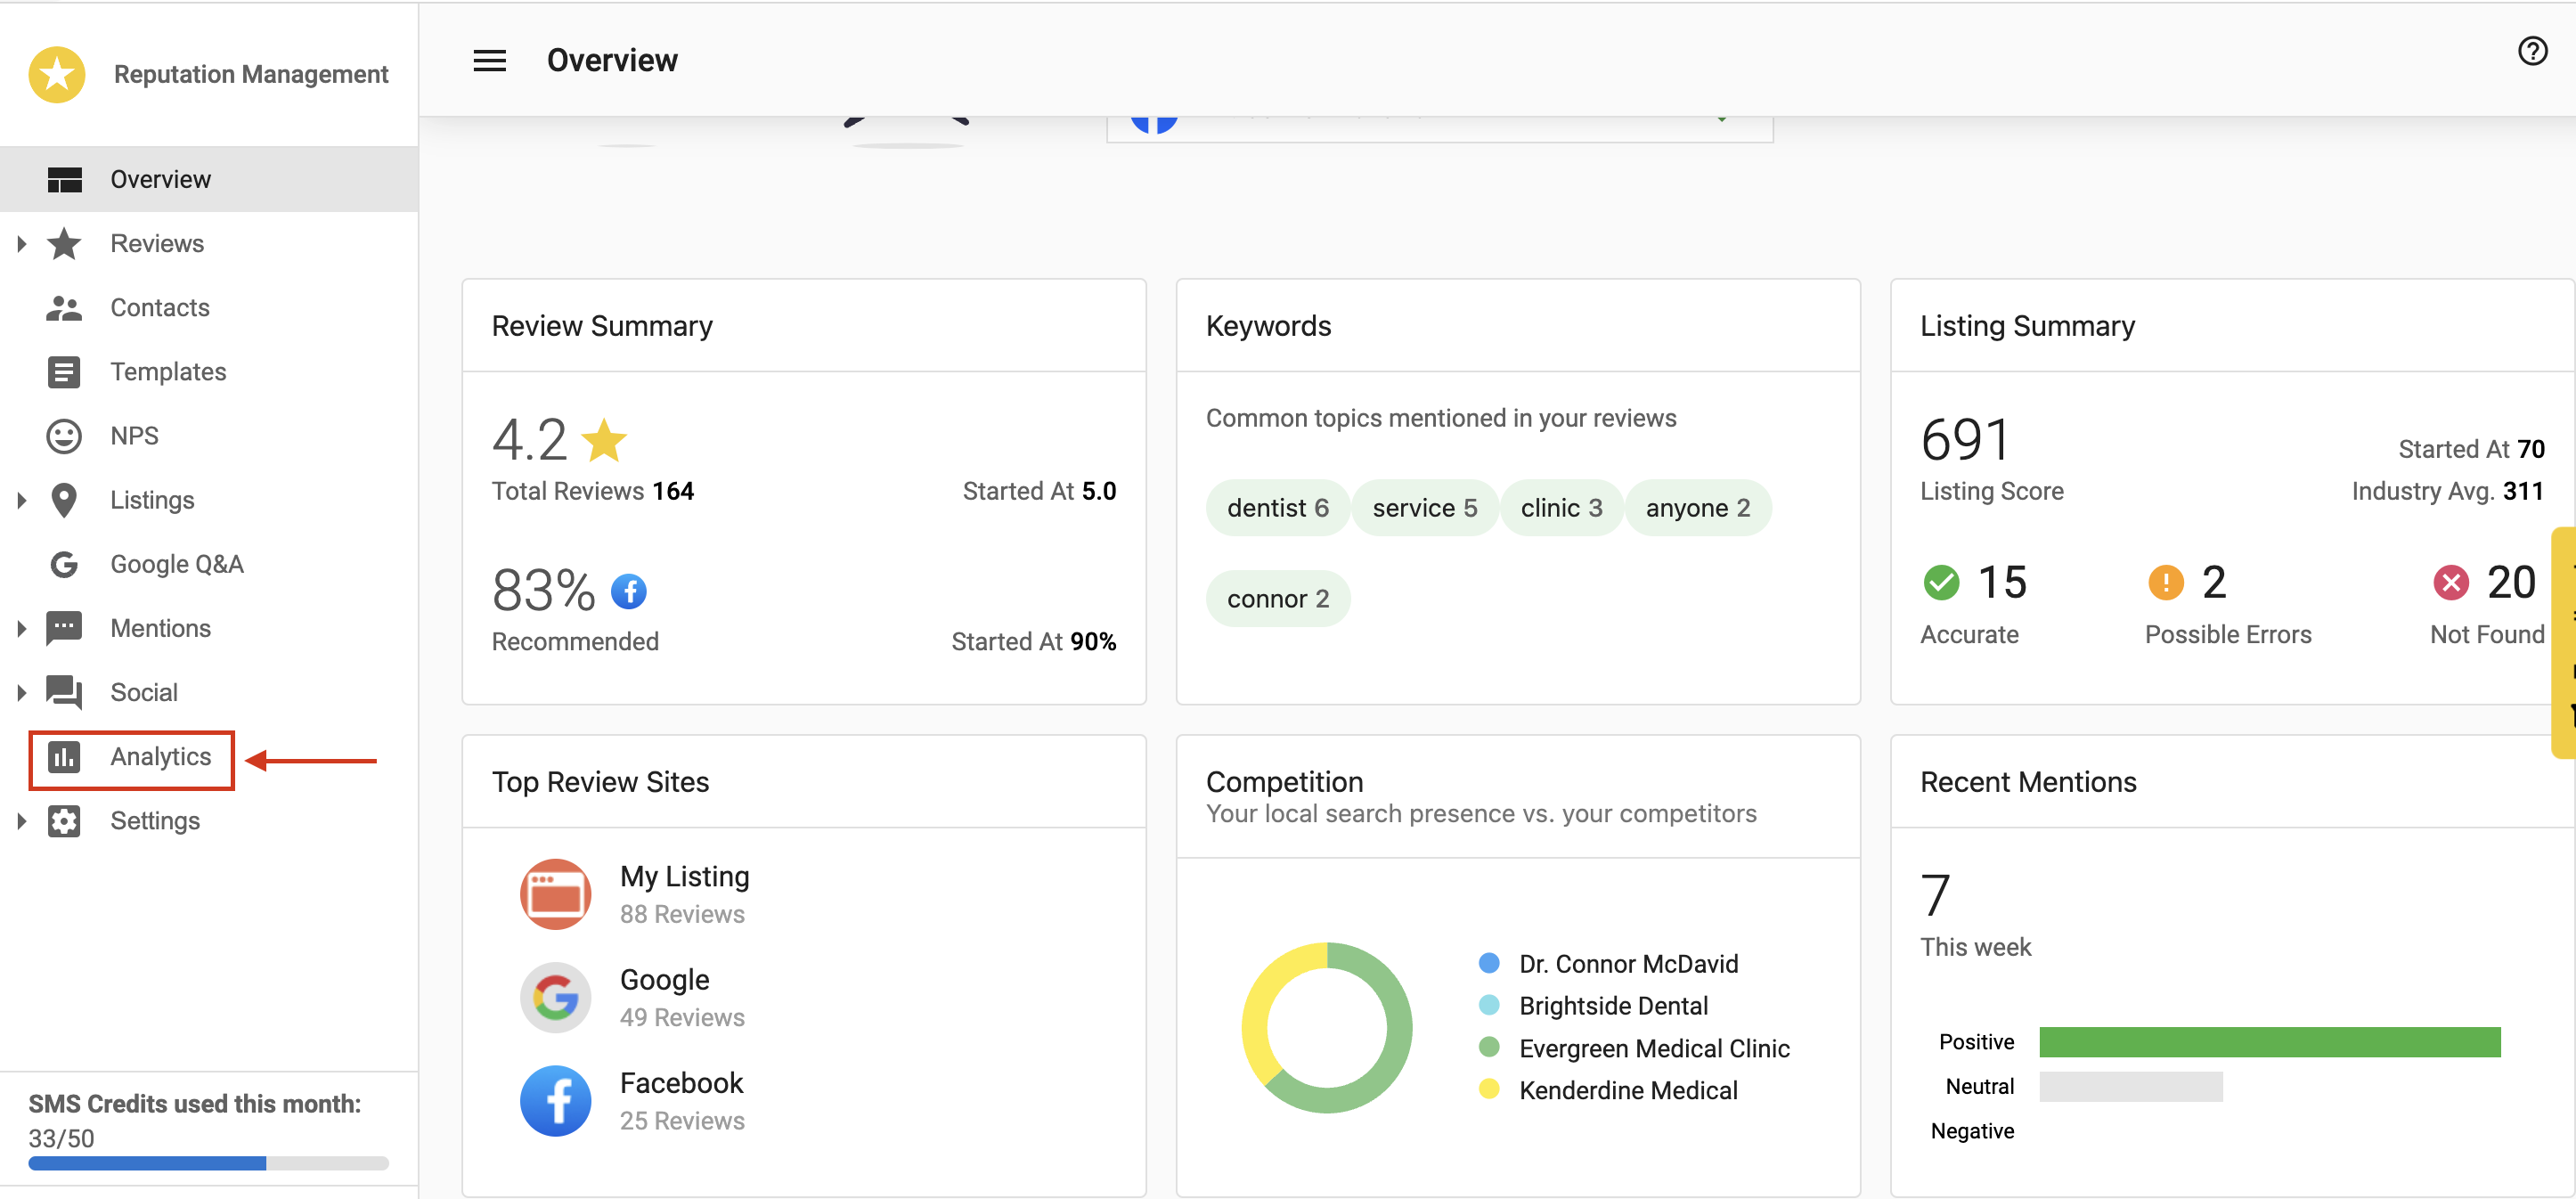 Reputation Management
Overview
Overview
Reviews
Contacts
Templates
NPS
Listings
Google Q&A
Mentions
Social
Analytics
Settings
SMS Credits used this month:
33/50
Review Summary
4.2
Total Reviews 164
Started At 5.0
83%
Recommended
Started At 90%
Keywords
Common topics mentioned in your reviews
dentist 6 service 5 clinic 3 anyone 2
connor 2
Listing Summary
691
Listing Score
Started At 70
Industry Avg. 311
15
Accurate
2
Possible Errors
20
Not Found
Top Review Sites
My Listing
88 Reviews
Google
49 Reviews
Facebook
25 Reviews
Competition
Your local search presence vs. your competitors
Dr. Connor McDavid
Brightside Dental
Evergreen Medical Clinic
Kenderdine Medical
Recent Mentions
7
This week
Positive
Neutral
Negative